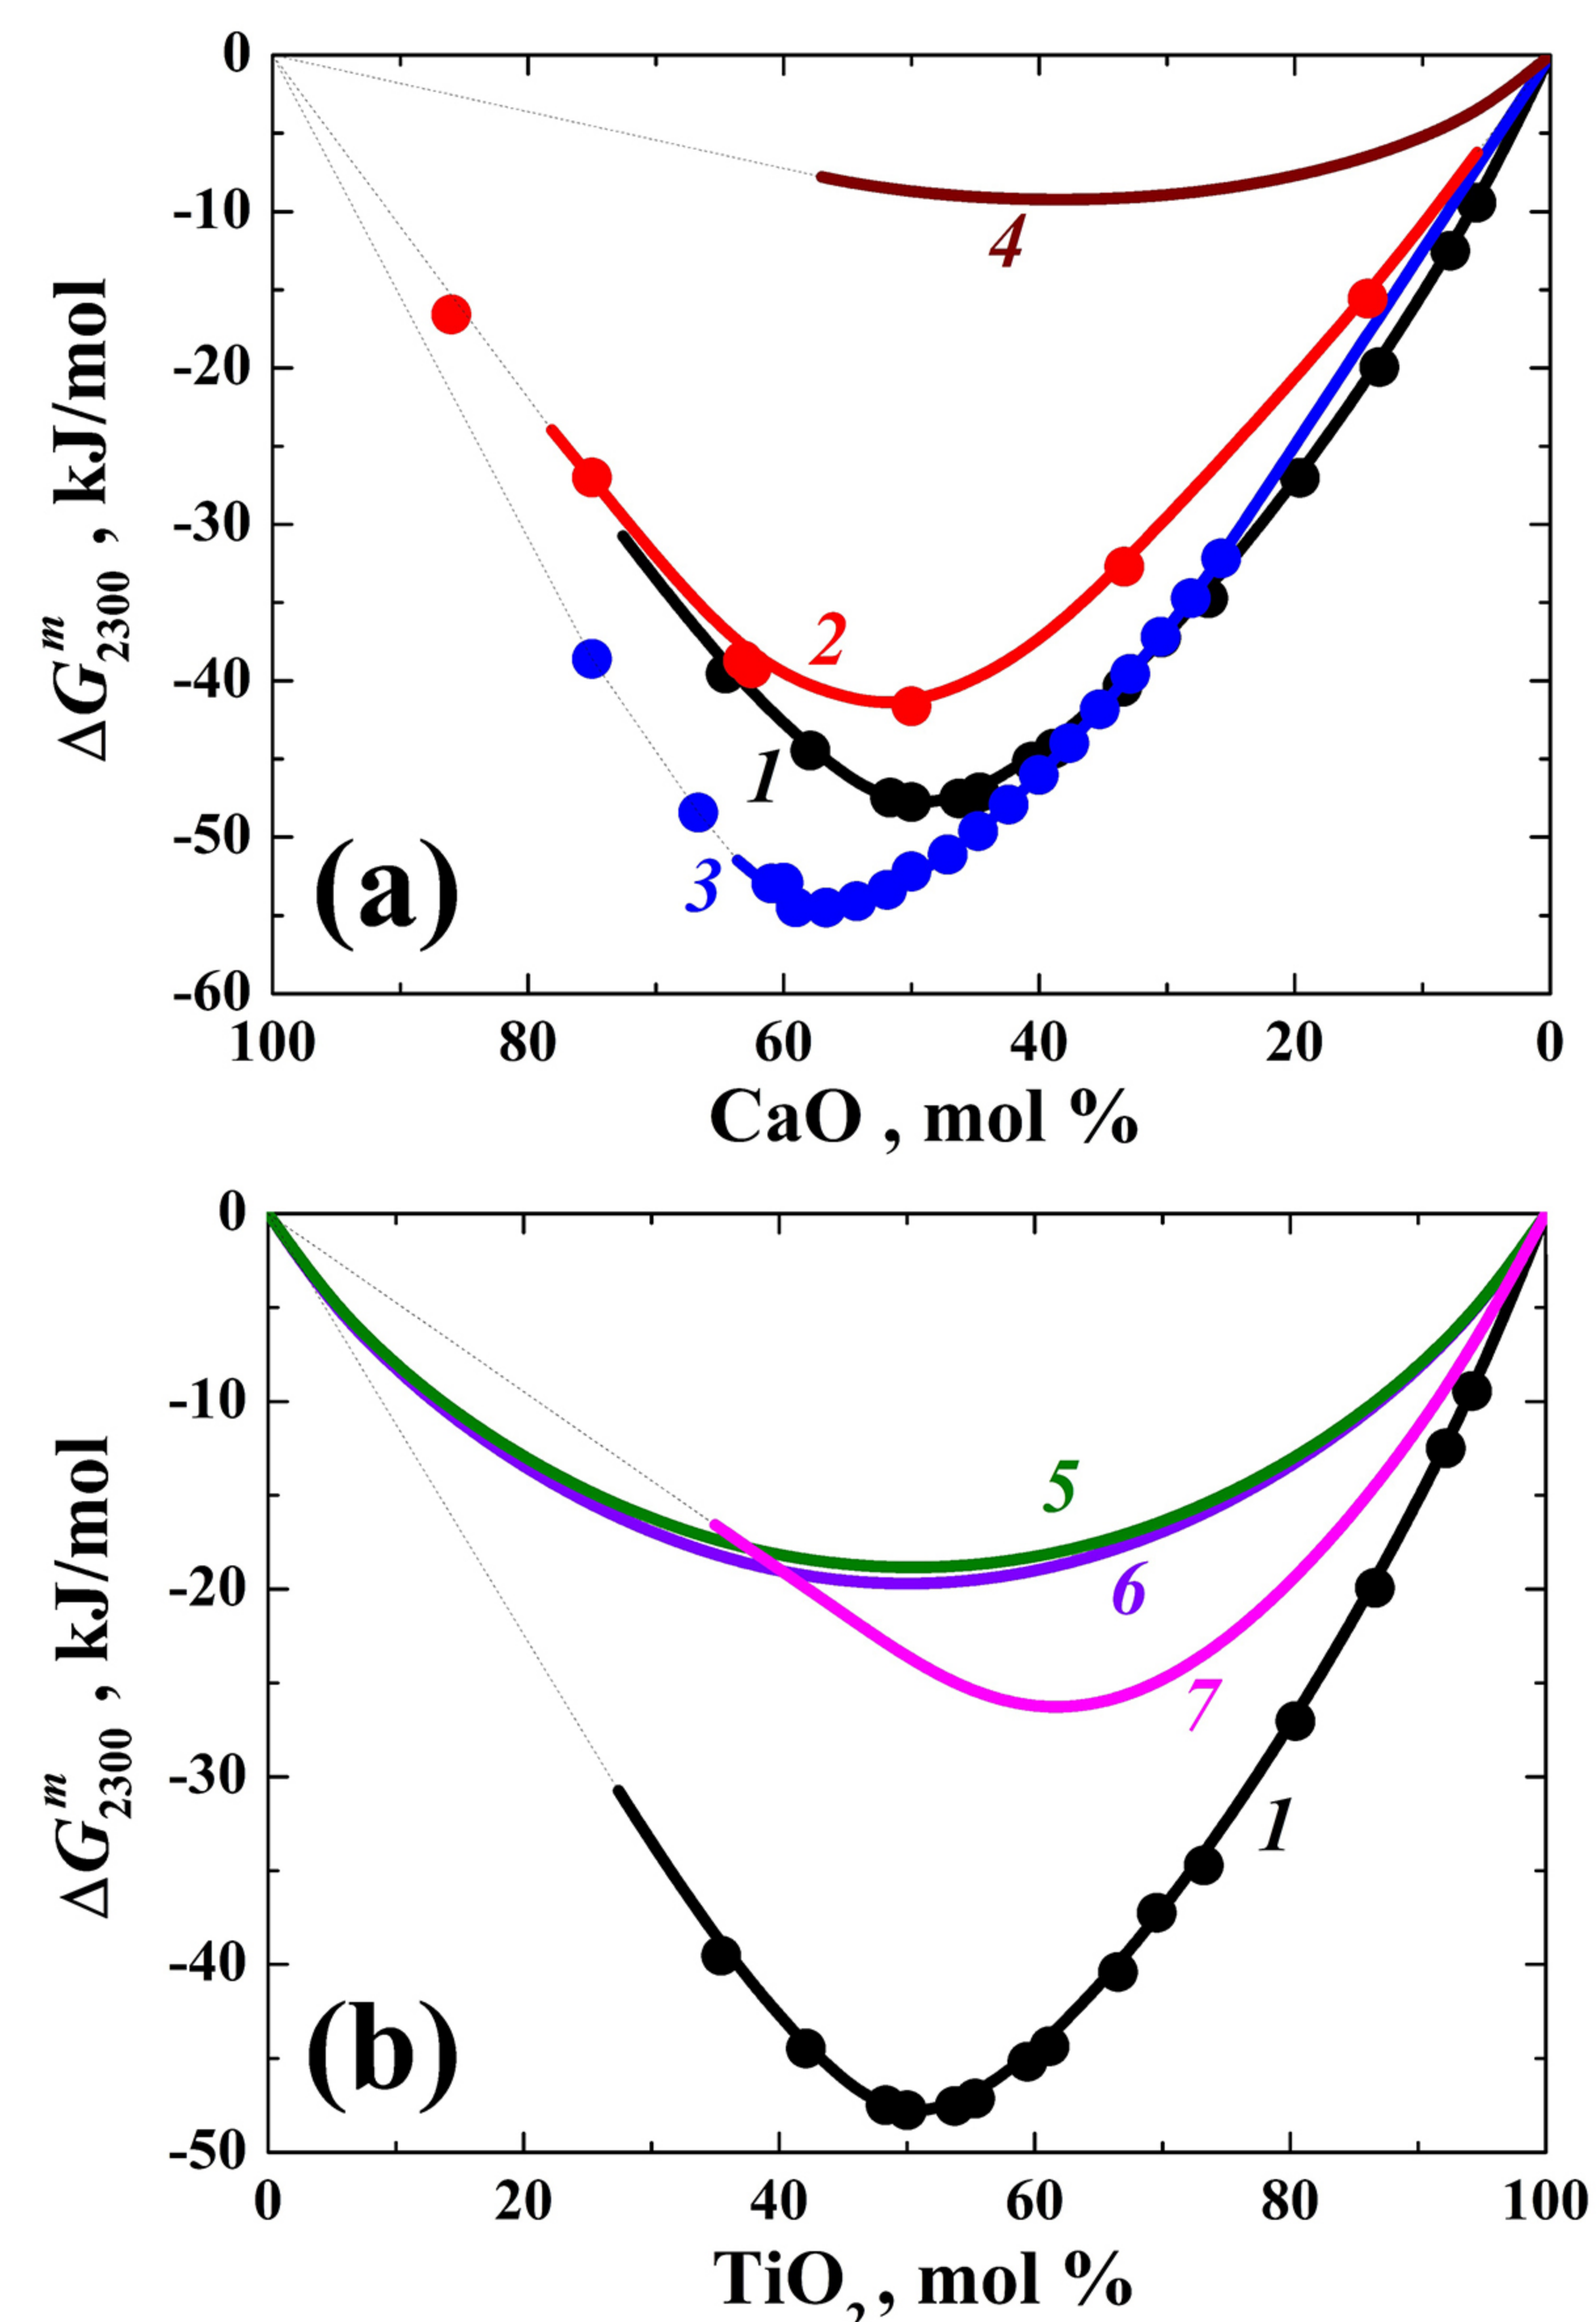 0
-10
-20
-30
-40
-50
-60
ΔG^m_2300 , kJ/mol
4
2
1
3
(a)
100 80 60 40 20 0
CaO , mol %
0
-10
-20
-30
-40
-50
ΔG^m_2300 , kJ/mol
5
6
7
1
(b)
0 20 40 60 80 100
TiO₂, mol %